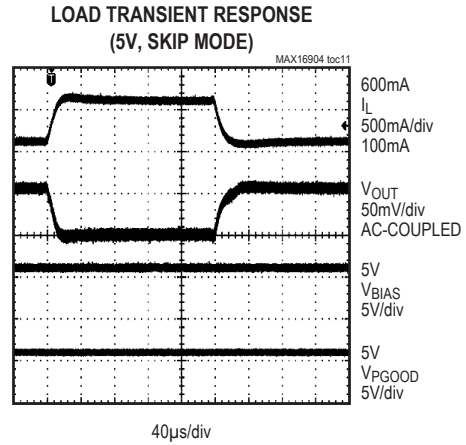 LOAD TRANSIENT RESPONSE
(5V, SKIP MODE)
MAX16904 toc11
T
600mA
IL
500mA/div
100mA
VOUT
50mV/div
AC-COUPLED
5V
VBIAS
5V/div
5V
VPGOOD
5V/div
40µs/div